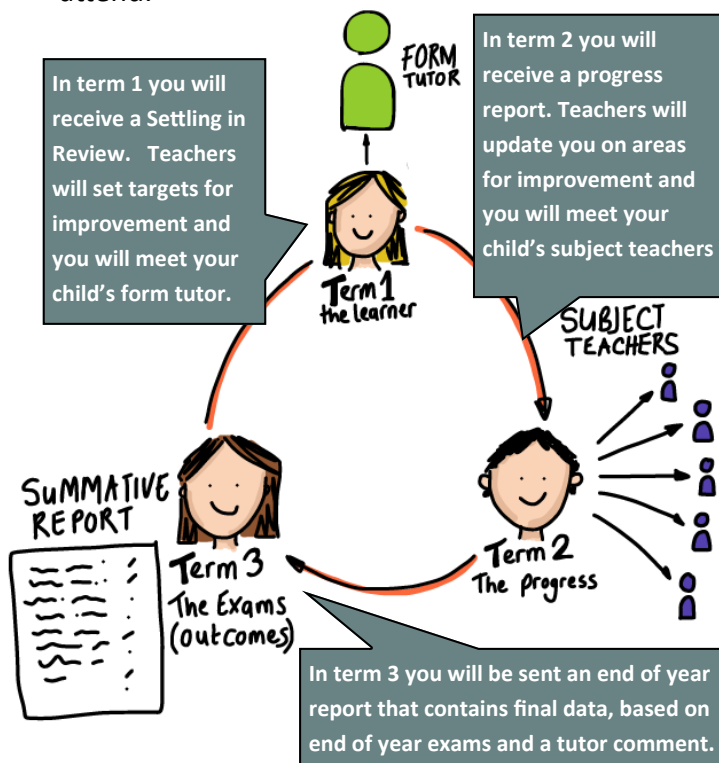 attend.
FORM
TUTOR
In term 1 you will
receive a Settling in
Review. Teachers
will set targets for
improvement and
you will meet your
child's form tutor.
In term 2 you will
receive a progress
report. Teachers will
update you on areas
for improvement and
you will meet your
child's subject teachers
Term 1
the learner
SUBJECT
TEACHERS
SUMMATIVE
REPORT
Term 3
The Exams
(outcomes)
Term 2
The Progress
In term 3 you will be sent an end of year
report that contains final data, based on
end of year exams and a tutor comment.